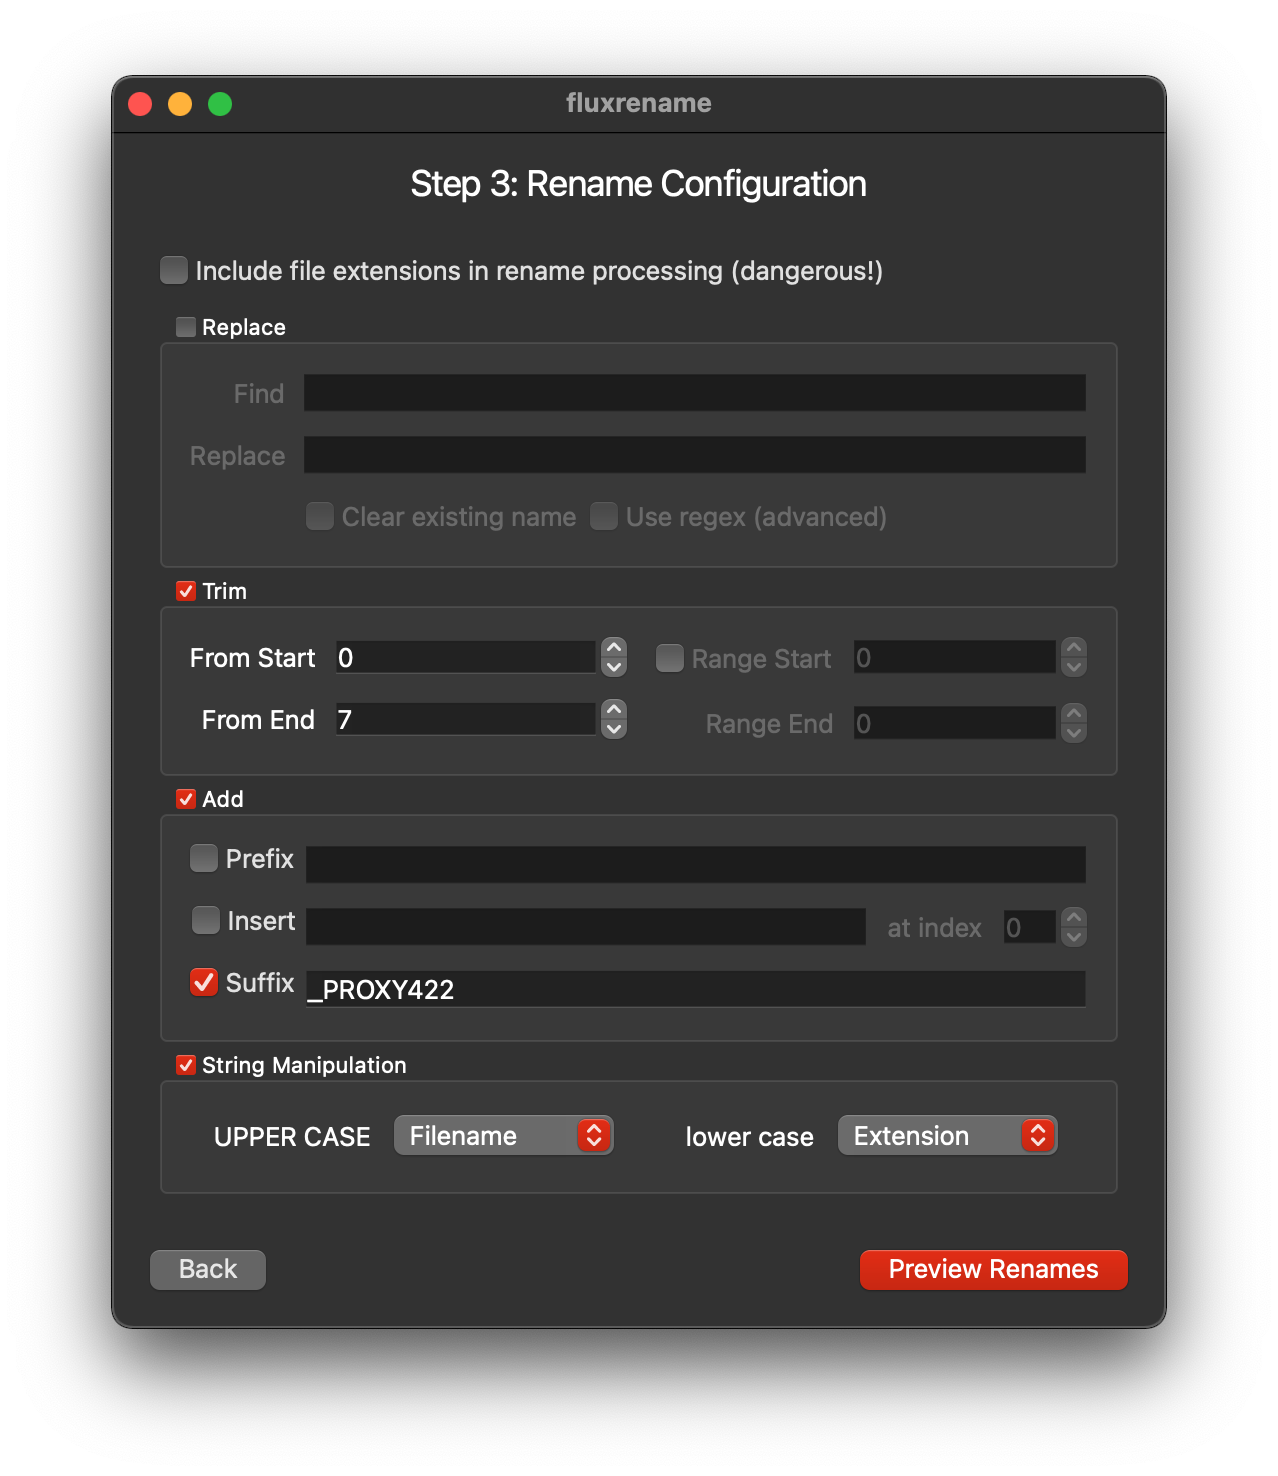 fluxrename
Step 3: Rename Configuration
Include file extensions in rename processing (dangerous!)
Replace
Find
Replace
Clear existing name Use regex (advanced)
Trim
From Start 0 Range Start 0
From End 7 Range End 0
Add
Prefix
Insert at index 0
Suffix _PROXY422
String Manipulation
UPPER CASE Filename lower case Extension
Back Preview Renames